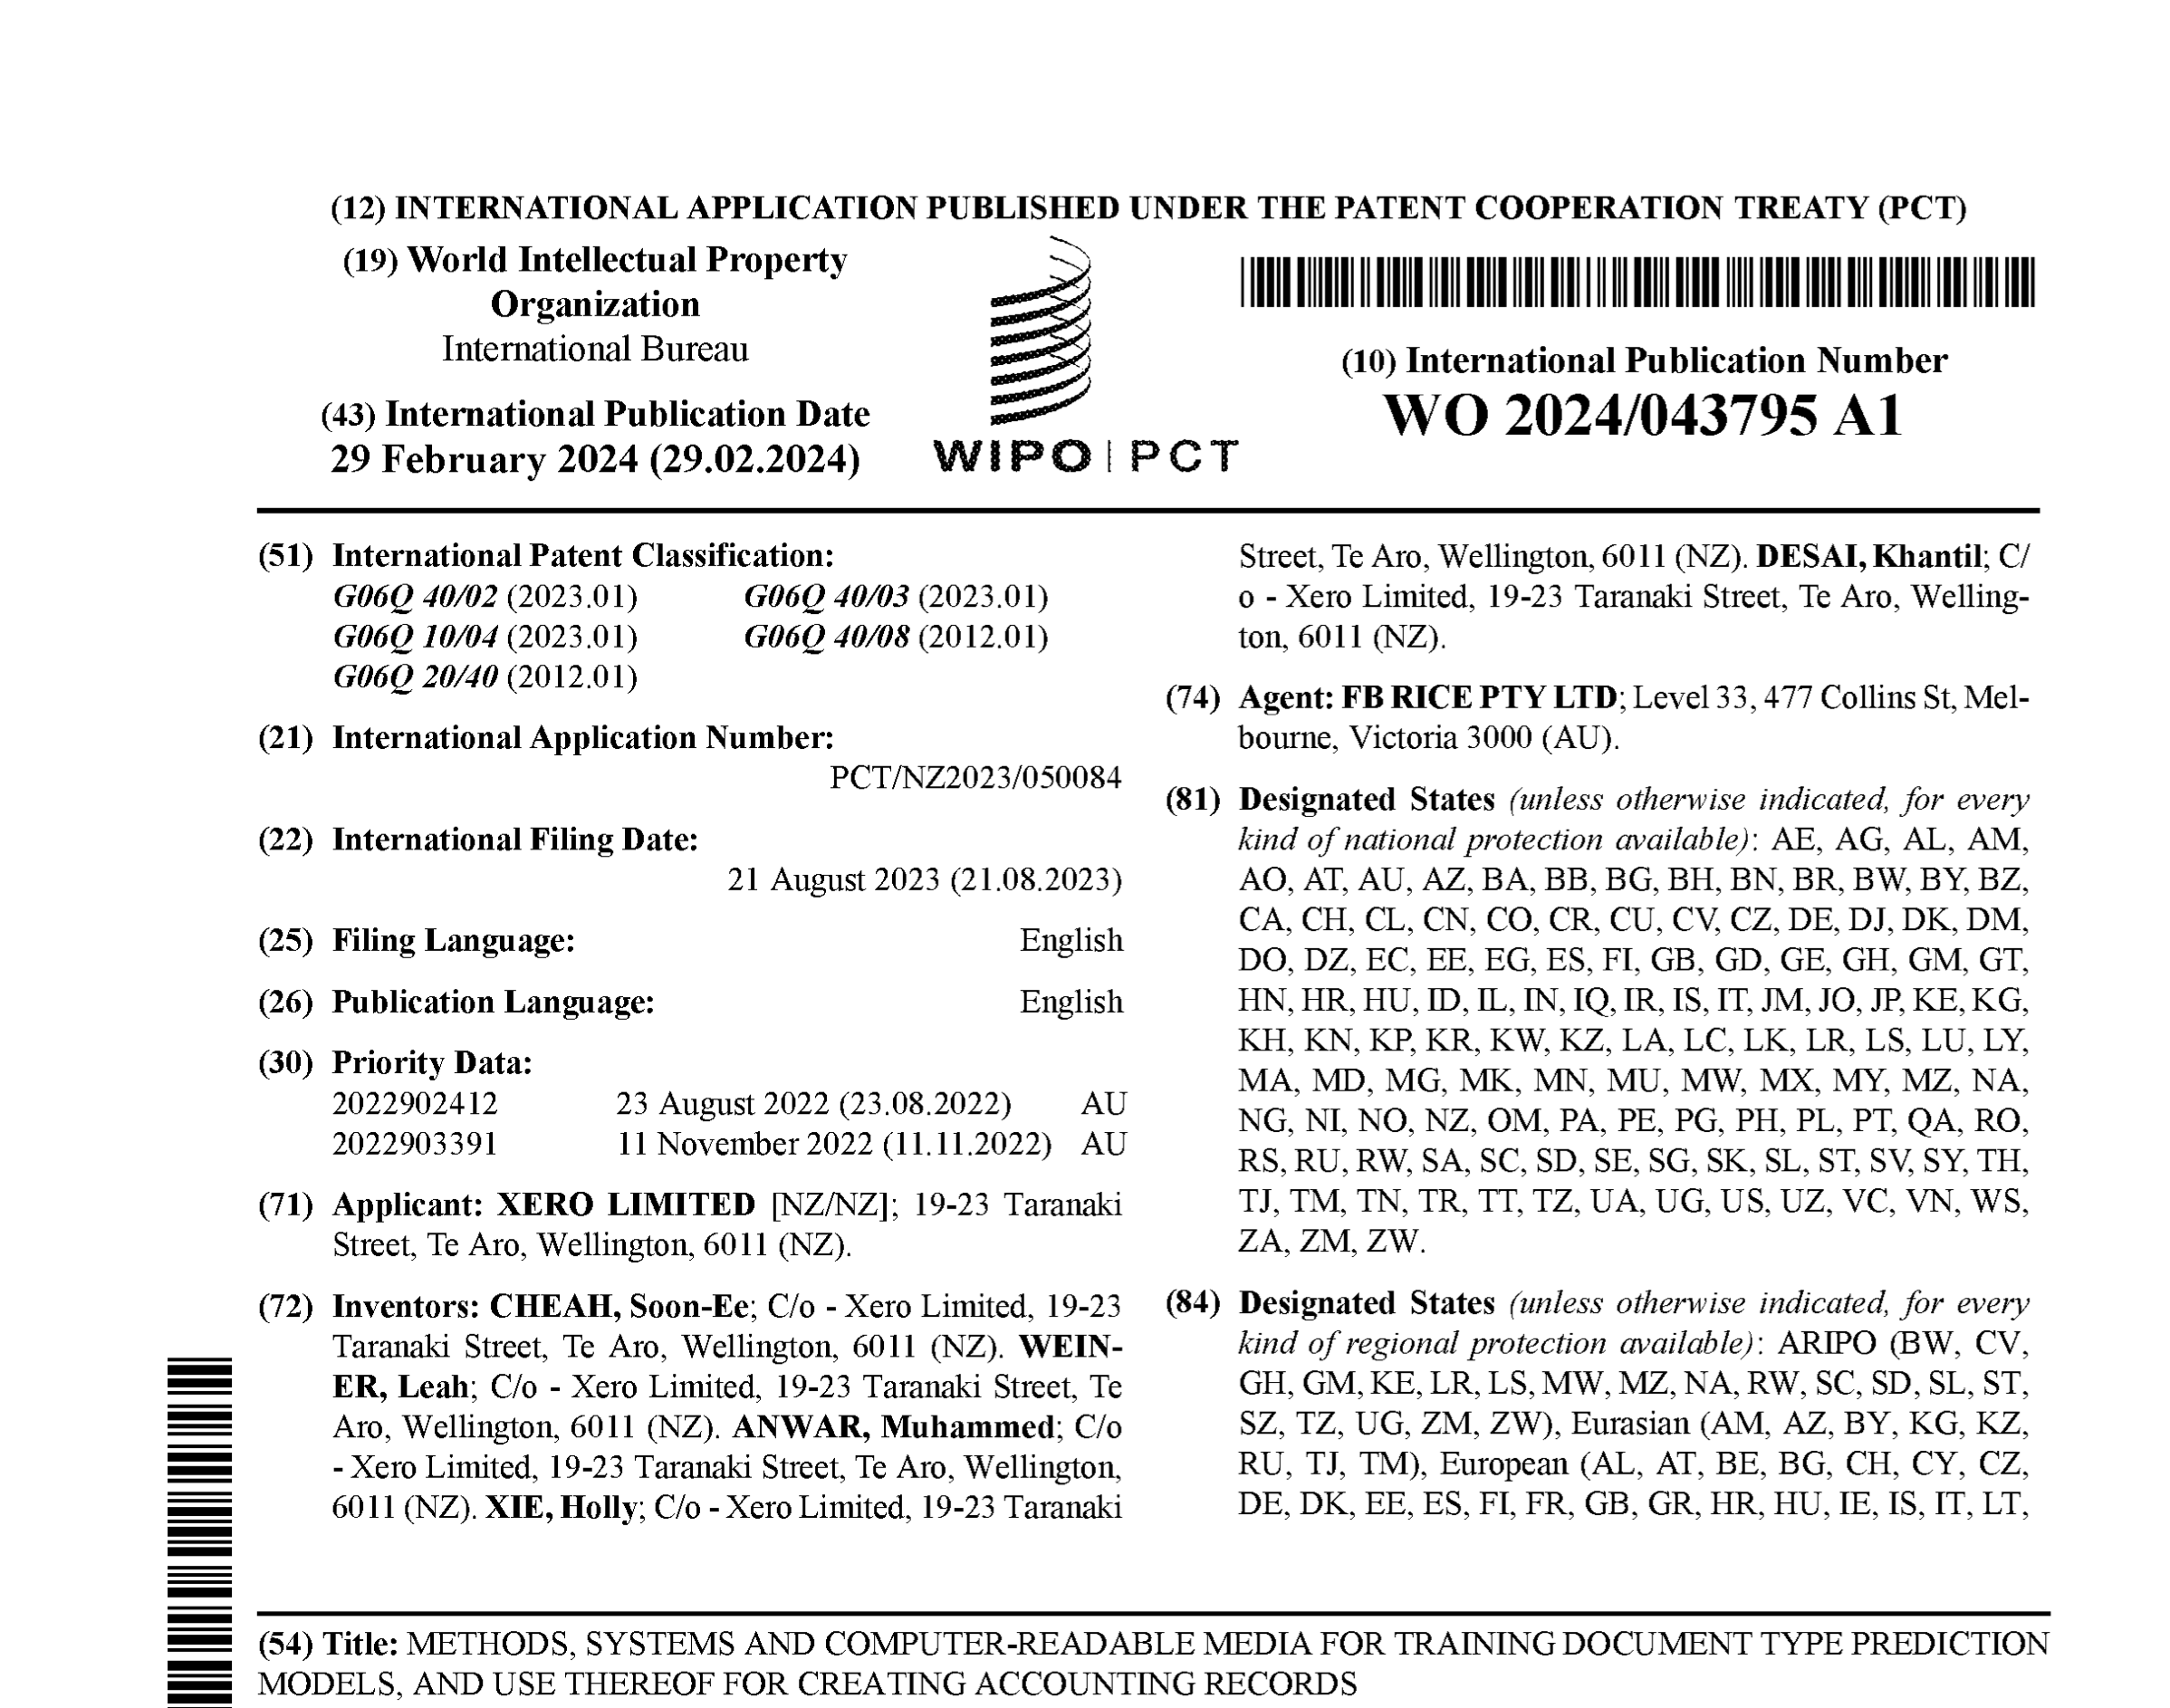 (12) INTERNATIONAL APPLICATION PUBLISHED UNDER THE PATENT COOPERATION TREATY (PCT)
(19) World Intellectual Property
Organization
International Bureau
(43) International Publication Date
29 February 2024 (29.02.2024)
WIPO | PCT
(10) International Publication Number
WO 2024/043795 A1
(51) International Patent Classification:
G06Q 40/02 (2023.01) G06Q 40/03 (2023.01)
G06Q 10/04 (2023.01) G06Q 40/08 (2012.01)
G06Q 20/40 (2012.01)
(21) International Application Number:
PCT/NZ2023/050084
(22) International Filing Date:
21 August 2023 (21.08.2023)
(25) Filing Language: English
(26) Publication Language: English
(30) Priority Data:
2022902412 23 August 2022 (23.08.2022) AU
2022903391 11 November 2022 (11.11.2022) AU
(71) Applicant: XERO LIMITED [NZ/NZ]; 19-23 Taranaki
Street, Te Aro, Wellington, 6011 (NZ).
(72) Inventors: CHEAH, Soon-Ee; C/o - Xero Limited, 19-23
Taranaki Street, Te Aro, Wellington, 6011 (NZ). WEIN-
ER, Leah; C/o - Xero Limited, 19-23 Taranaki Street, Te
Aro, Wellington, 6011 (NZ). ANWAR, Muhammed; C/o
- Xero Limited, 19-23 Taranaki Street, Te Aro, Wellington,
6011 (NZ). XIE, Holly; C/o - Xero Limited, 19-23 Taranaki
Street, Te Aro, Wellington, 6011 (NZ). DESAI, Khantil; C/
o - Xero Limited, 19-23 Taranaki Street, Te Aro, Welling-
ton, 6011 (NZ).
(74) Agent: FB RICE PTY LTD; Level 33, 477 Collins St, Mel-
bourne, Victoria 3000 (AU).
(81) Designated States (unless otherwise indicated, for every
kind of national protection available): AE, AG, AL, AM,
AO, AT, AU, AZ, BA, BB, BG, BH, BN, BR, BW, BY, BZ,
CA, CH, CL, CN, CO, CR, CU, CV, CZ, DE, DJ, DK, DM,
DO, DZ, EC, EE, EG, ES, FI, GB, GD, GE, GH, GM, GT,
HN, HR, HU, ID, IL, IN, IQ, IR, IS, IT, JM, JO, JP, KE, KG,
KH, KN, KP, KR, KW, KZ, LA, LC, LK, LR, LS, LU, LY,
MA, MD, MG, MK, MN, MU, MW, MX, MY, MZ, NA,
NG, NI, NO, NZ, OM, PA, PE, PG, PH, PL, PT, QA, RO,
RS, RU, RW, SA, SC, SD, SE, SG, SK, SL, ST, SV, SY, TH,
TJ, TM, TN, TR, TT, TZ, UA, UG, US, UZ, VC, VN, WS,
ZA, ZM, ZW.
(84) Designated States (unless otherwise indicated, for every
kind of regional protection available): ARIPO (BW, CV,
GH, GM, KE, LR, LS, MW, MZ, NA, RW, SC, SD, SL, ST,
SZ, TZ, UG, ZM, ZW), Eurasian (AM, AZ, BY, KG, KZ,
RU, TJ, TM), European (AL, AT, BE, BG, CH, CY, CZ,
DE, DK, EE, ES, FI, FR, GB, GR, HR, HU, IE, IS, IT, LT,
(54) Title: METHODS, SYSTEMS AND COMPUTER-READABLE MEDIA FOR TRAINING DOCUMENT TYPE PREDICTION
MODELS, AND USE THEREOF FOR CREATING ACCOUNTING RECORDS